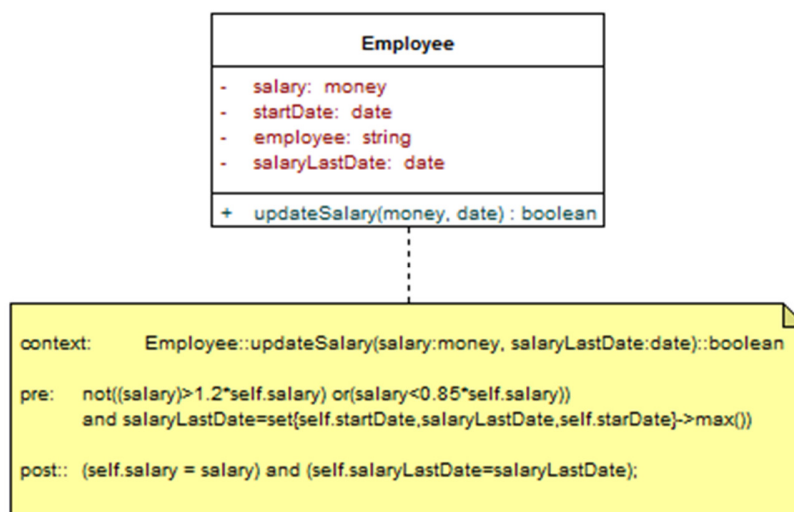 Employee
- salary: money
- startDate: date
- employee: string
- salaryLastDate: date
+ updateSalary(money, date) : boolean
context: Employee::updateSalary(salary:money, salaryLastDate:date)::boolean
pre: not((salary)>1.2*self.salary) or(salary<0.85*self.salary))
and salaryLastDate=set{self.startDate,salaryLastDate,self.starDate}->max())
post:: (self.salary = salary) and (self.salaryLastDate=salaryLastDate);